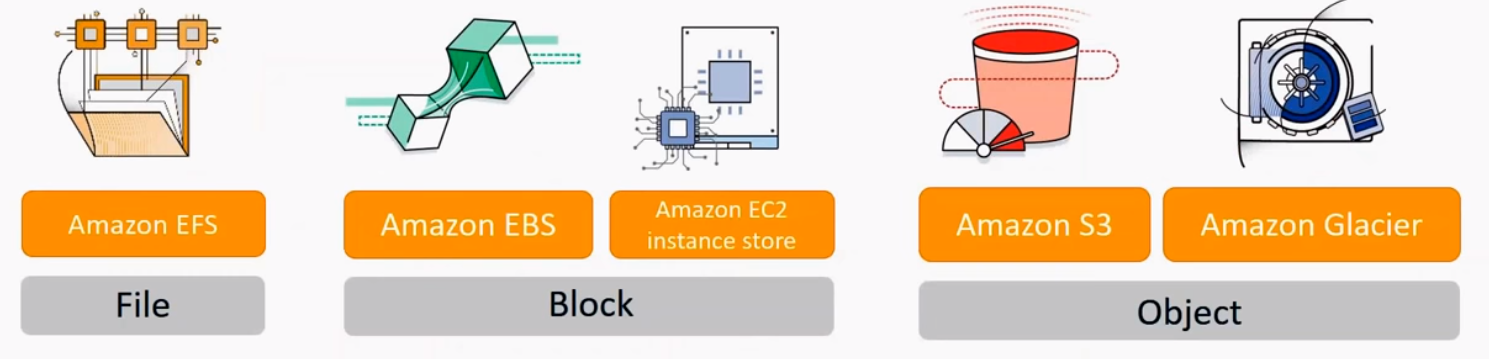 Amazon EFS
Amazon EBS
Amazon EC2
instance store
Amazon S3
Amazon Glacier
File
Block
Object